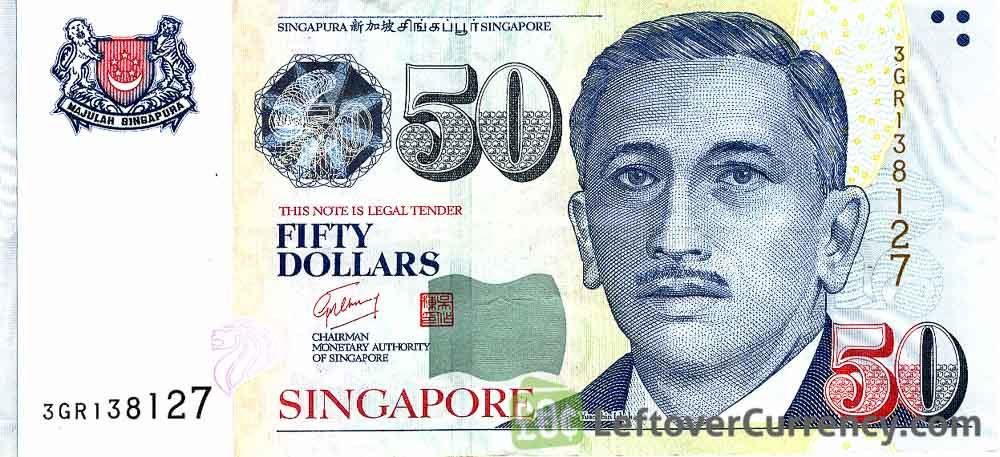 SINGAPURA 新加坡 சிங்கப்பூர் SINGAPORE
MAJULAH SINGAPURA
50
3GR138127
THIS NOTE IS LEGAL TENDER
FIFTY
DOLLARS
CHAIRMAN
MONETARY AUTHORITY
OF SINGAPORE
3GR138127
SINGAPORE
50
LeftoverCurrency.com